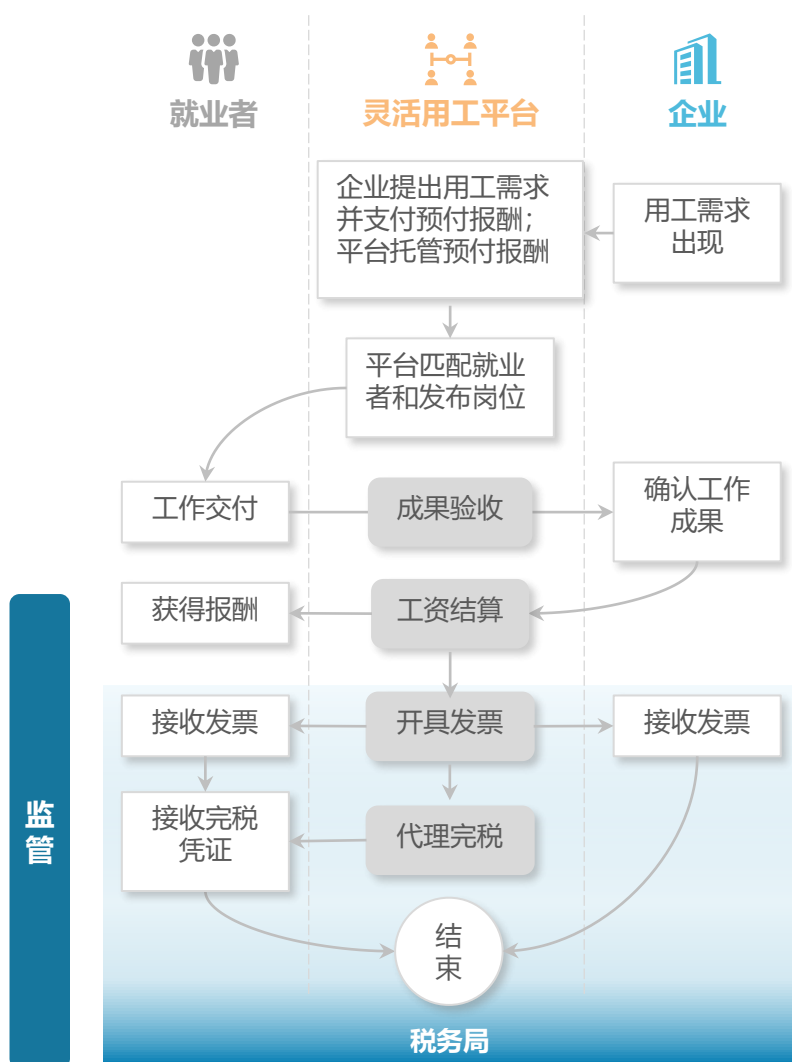 就业者
灵活用工平台
企业
企业提出用工需求
并支付预付报酬；
平台托管预付报酬
用工需求
出现
平台匹配就业
者和发布岗位
工作交付
成果验收
确认工作
成果
获得报酬
工资结算
接收发票
开具发票
接收发票
监
管
接收完税
凭证
代理完税
结
束
税务局